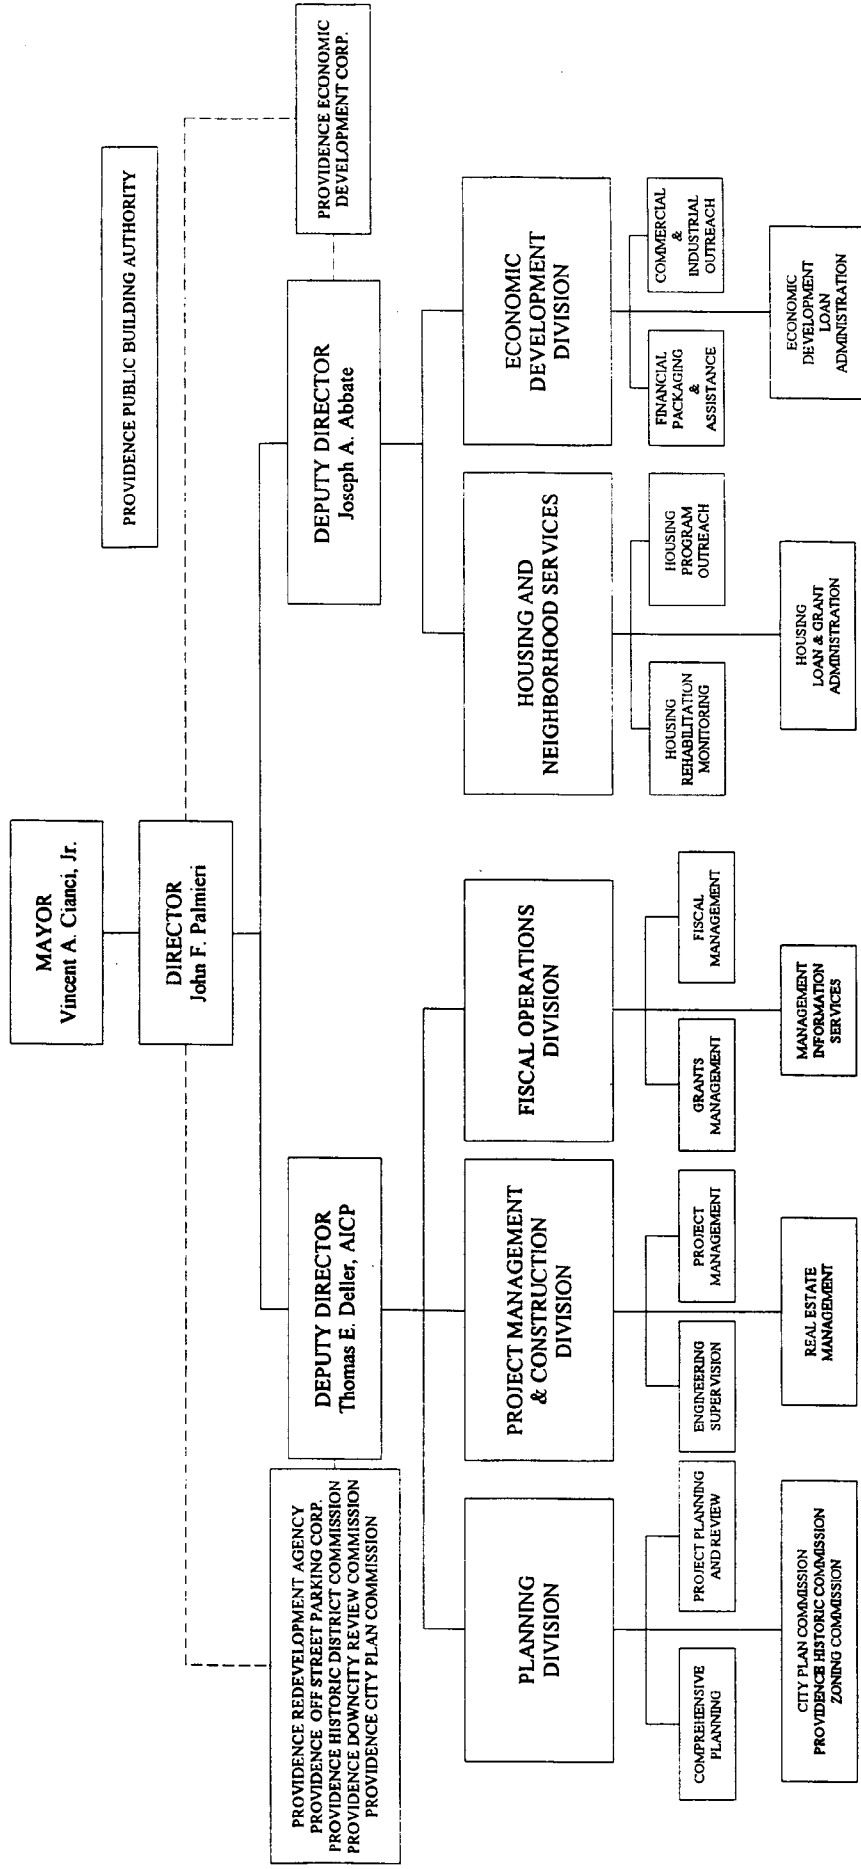 MAYOR
Vincent A. Cianci, Jr.
PROVIDENCE PUBLIC BUILDING AUTHORITY
DIRECTOR
John F. Palmieri
PROVIDENCE REDEVELOPMENT AGENCY
PROVIDENCE OFF STREET PARKING CORP.
PROVIDENCE HISTORIC DISTRICT COMMISSION
PROVIDENCE DOWNCITY REVIEW COMMISSION
PROVIDENCE CITY PLAN COMMISSION
DEPUTY DIRECTOR
Thomas E. Deller, AICP
DEPUTY DIRECTOR
Joseph A. Abbate
PROVIDENCE ECONOMIC
DEVELOPMENT CORP.
PLANNING
DIVISION
PROJECT MANAGEMENT
& CONSTRUCTION
DIVISION
FISCAL OPERATIONS
DIVISION
HOUSING AND
NEIGHBORHOOD SERVICES
ECONOMIC
DEVELOPMENT
DIVISION
COMPREHENSIVE
PLANNING
PROJECT PLANNING
AND REVIEW
ENGINEERING
SUPERVISION
PROJECT
MANAGEMENT
GRANTS
MANAGEMENT
FISCAL
MANAGEMENT
HOUSING
REHABILITATION
MONITORING
HOUSING
PROGRAM
OUTREACH
FINANCIAL
PACKAGING
&
ASSISTANCE
COMMERCIAL
&
INDUSTRIAL
OUTREACH
CITY PLAN COMMISSION
PROVIDENCE HISTORIC COMMISSION
ZONING COMMISSION
REAL ESTATE
MANAGEMENT
MANAGEMENT
INFORMATION
SERVICES
HOUSING
LOAN & GRANT
ADMINISTRATION
ECONOMIC
DEVELOPMENT
LOAN
ADMINISTRATION